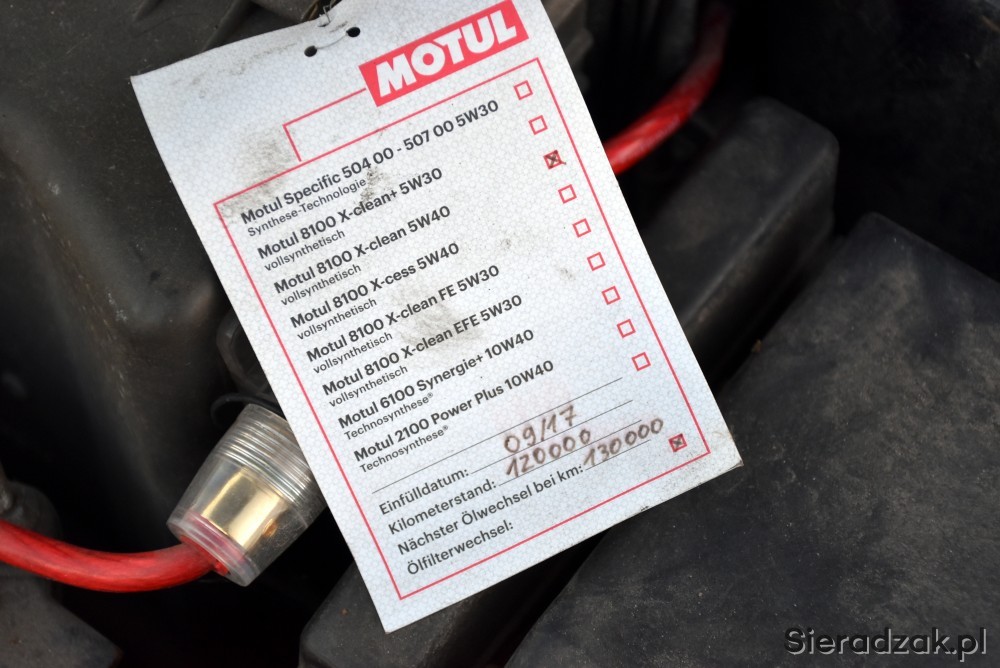 MOTUL
Motul Specific 504 00 - 507 00 5W30
Synthese-Technologie
Motul 8100 X-clean+ 5W30
vollsynthetisch
Motul 8100 X-clean 5W40
vollsynthetisch
Motul 8100 X-cess 5W40
vollsynthetisch
Motul 8100 X-clean FE 5W30
vollsynthetisch
Motul 8100 X-clean EFE 5W30
vollsynthetisch
Motul 6100 Synergie+ 10W40
Technosynthese®
Motul 2100 Power Plus 10W40
Technosynthese®
Einfülldatum: 09/17
Kilometerstand: 120000
Nächster Ölwechsel bei km: 130000
Ölfilterwechsel:
Sieradzak.pl